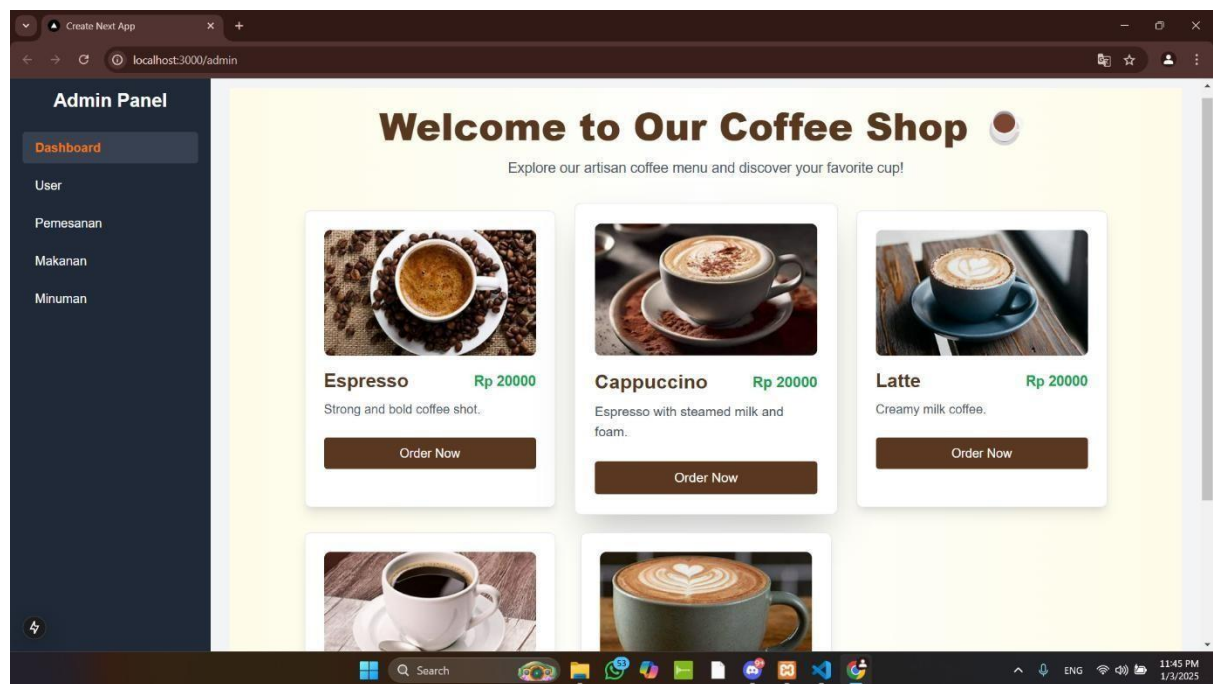 Create Next App
localhost:3000/admin
Admin Panel
Dashboard
User
Pemesanan
Makanan
Minuman
Welcome to Our Coffee Shop
Explore our artisan coffee menu and discover your favorite cup!
Espresso Rp 20000
Strong and bold coffee shot.
Order Now
Cappuccino Rp 20000
Espresso with steamed milk and
foam.
Order Now
Latte Rp 20000
Creamy milk coffee.
Order Now
Search
53
ENG
11:45 PM
1/3/2025